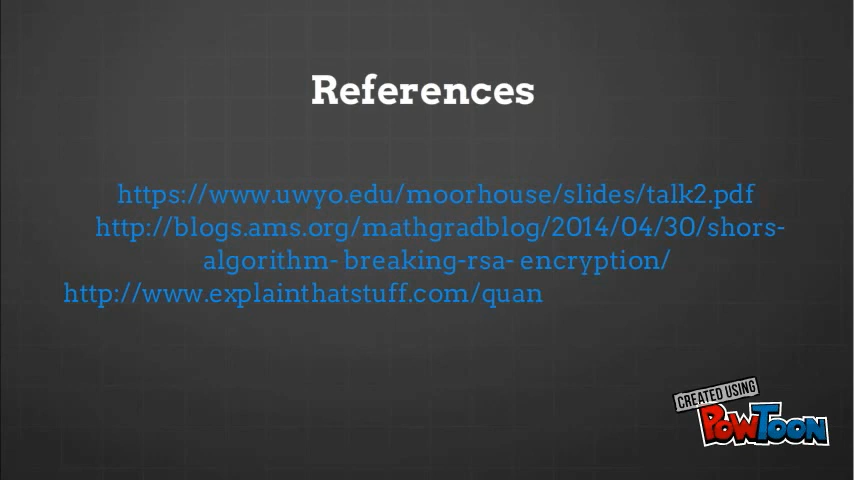 References
https://www.uwyo.edu/moorhouse/slides/talk2.pdf
http://blogs.ams.org/mathgradblog/2014/04/30/shors-
algorithm- breaking-rsa- encryption/
http://www.explainthatstuff.com/quan
CREATED USING
POWTOON